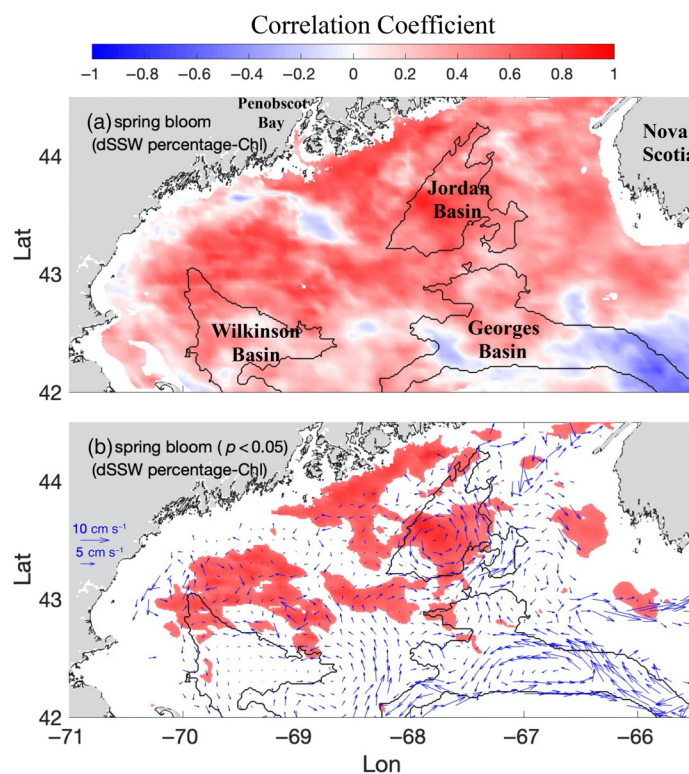 Correlation Coefficient
−1 −0.8 −0.6 −0.4 −0.2 0 0.2 0.4 0.6 0.8 1
(a) spring bloom
(dSSW percentage-Chl)
Penobscot
Bay
Nova
Scotia
Jordan
Basin
Wilkinson
Basin
Georges
Basin
44
43
42
Lat
(b) spring bloom (p<0.05)
(dSSW percentage-Chl)
10 cm s⁻¹
5 cm s⁻¹
44
43
42
Lat
−71 −70 −69 −68 −67 −66
Lon